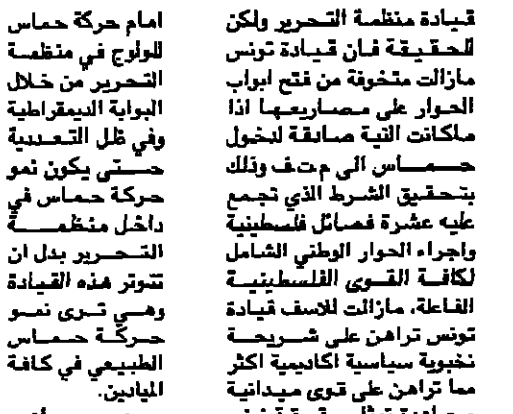 قيادة منظمة التحرير ولكن
للحقيقة فان قيادة تونس
مازالت متخوفة من فتح ابواب
الحوار على مصاريعها اذا
ماكانت النية صادقة لدخول
حماس الى م.ت.ف وذلك
بتحقيق الشرط الذي تجمع
عليه عشرة فصائل فلسطينية
واجراء الحوار الوطني الشامل
لكافة القوى الفلسطينية
الفاعلة، مازالت للاسف قيادة
تونس تراهن على شريحة
نخبوية سياسية اكاديمية اكثر
مما تراهن على قوى ميدانية
امام حركة حماس
للولوج في منظمة
التحرير من خلال
البوابة الديمقراطية
وفي ظل التعددية
حتى يكون نمو
حركة حماس في
داخل منظمة
التحرير بدل ان
تتوتر هذه القيادة
وهي ترى نمو
حركة حماس
الطبيعي في كافة
الميادين.